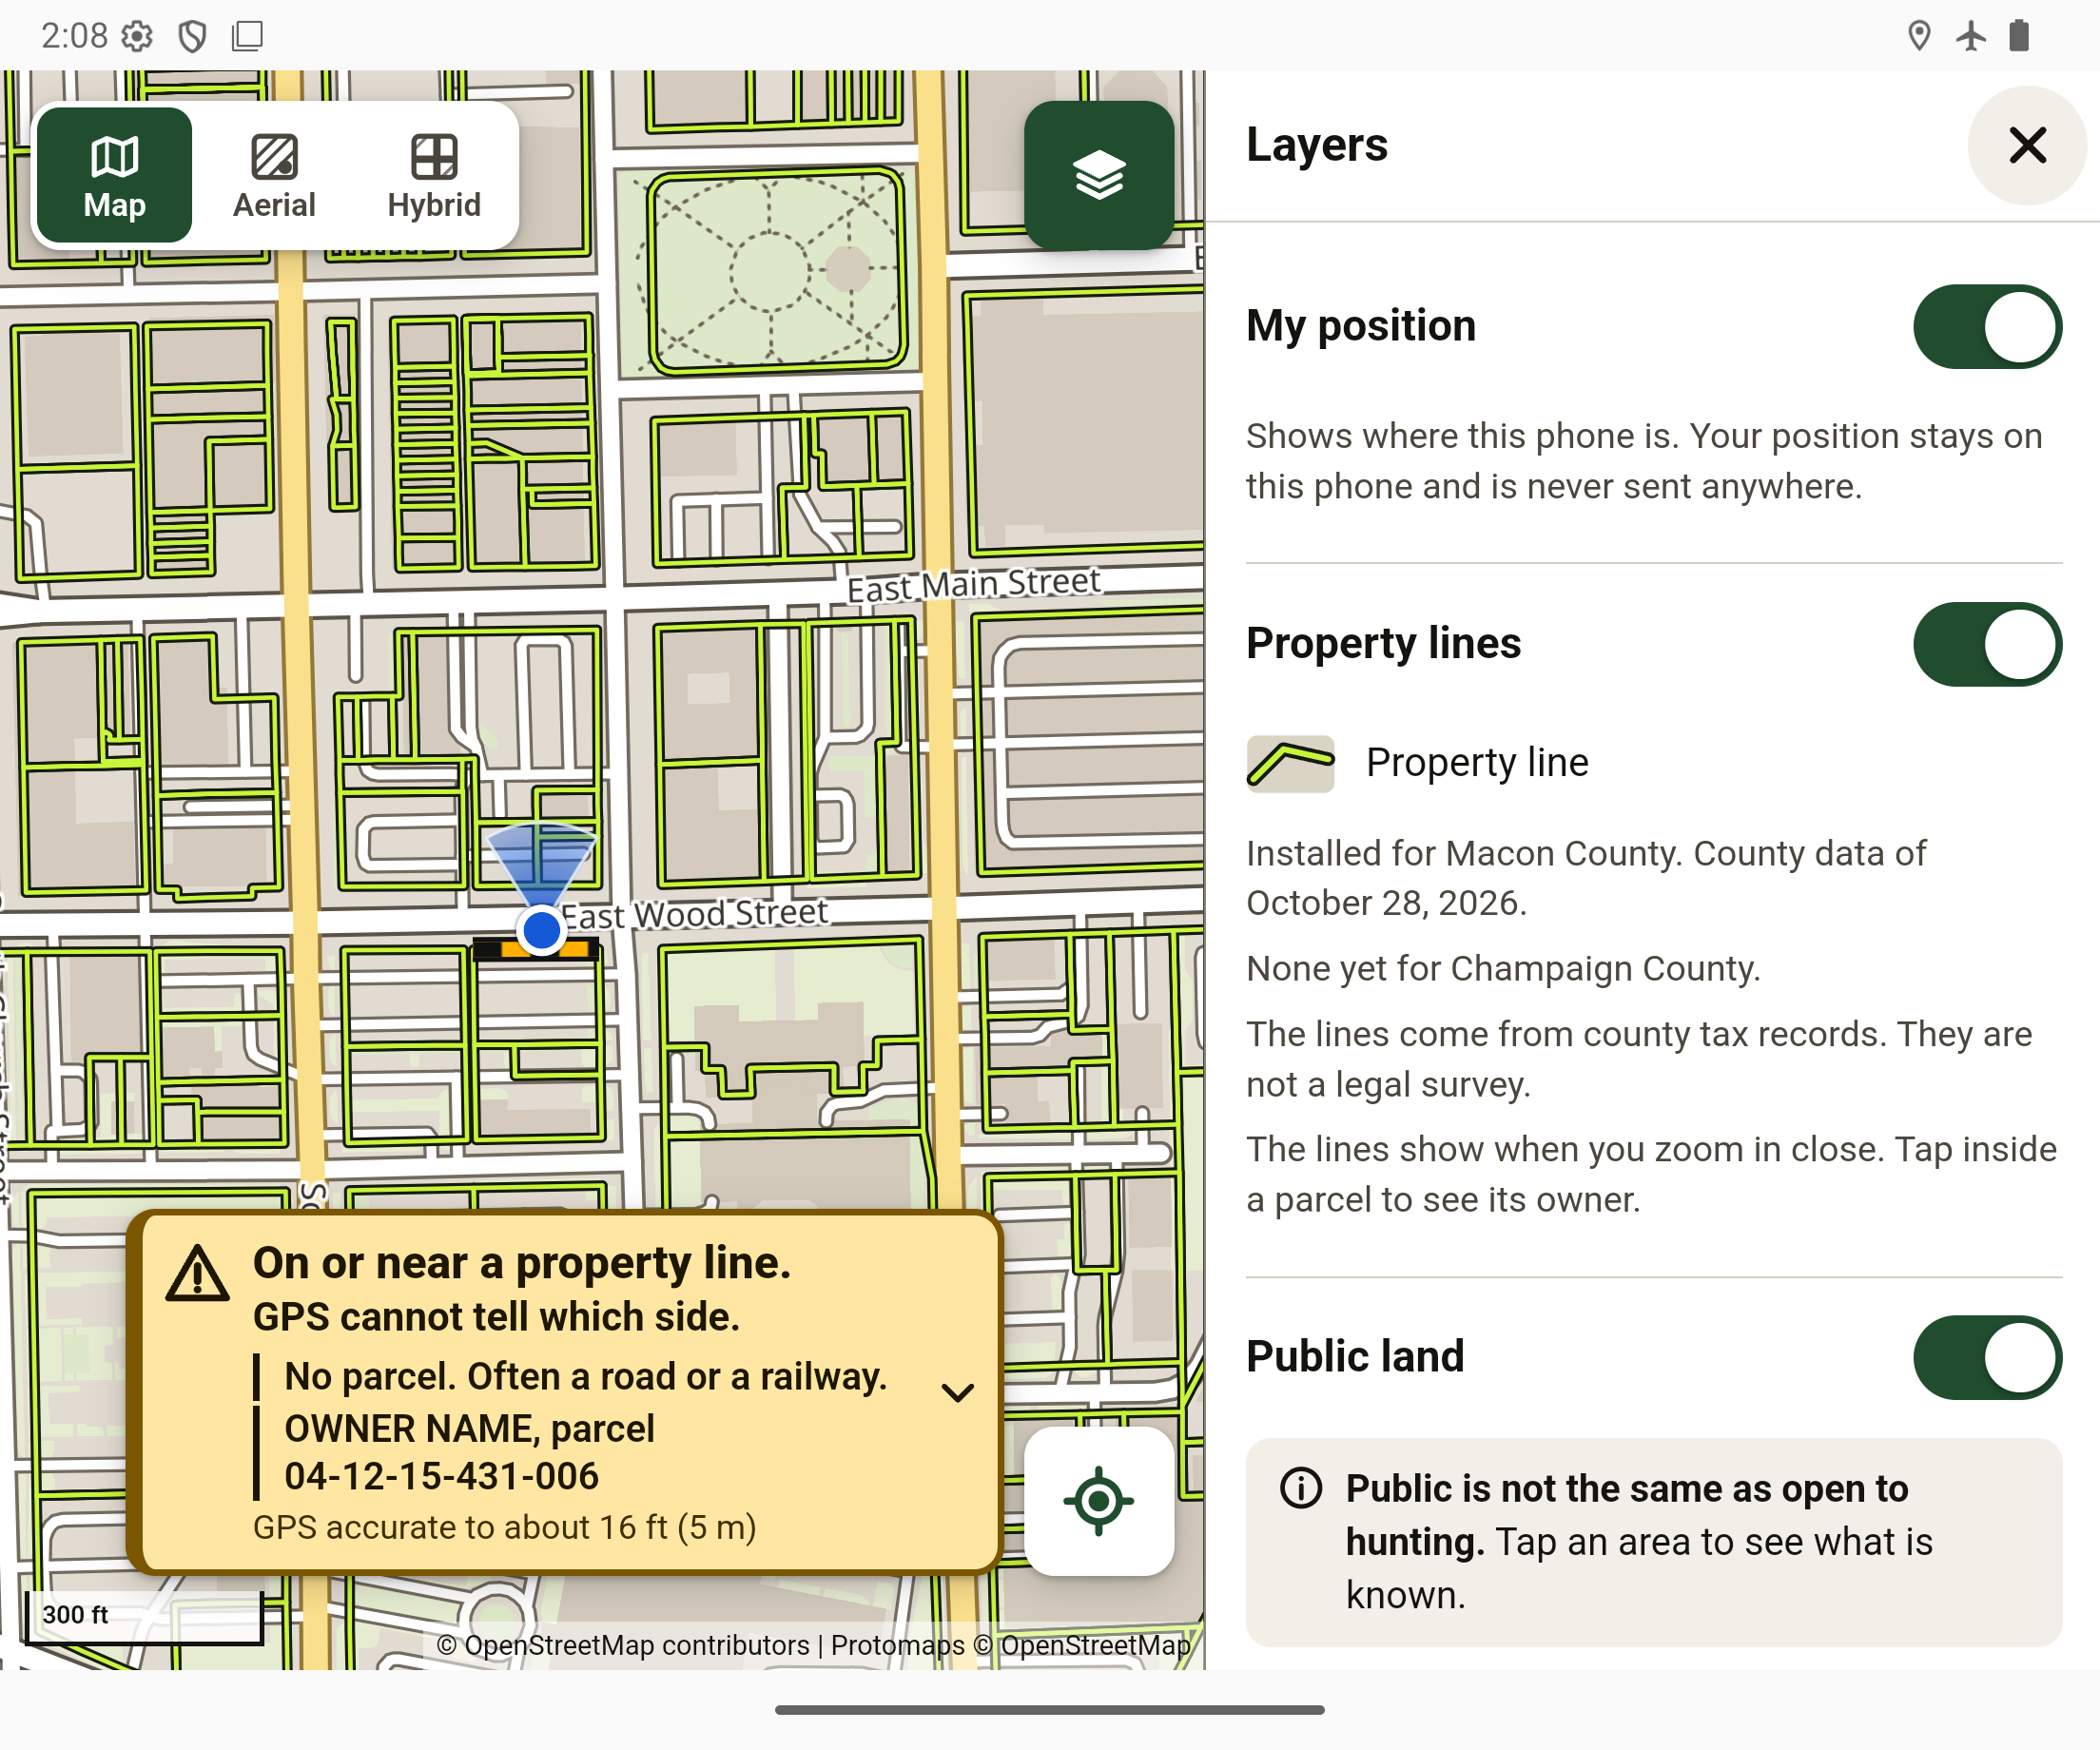 2:08
Map
Aerial
Hybrid
East Main Street
East Wood Street
On or near a property line.
GPS cannot tell which side.
No parcel. Often a road or a railway.
OWNER NAME, parcel
04-12-15-431-006
GPS accurate to about 16 ft (5 m)
300 ft
© OpenStreetMap contributors | Protomaps © OpenStreetMap
Layers
My position
Shows where this phone is. Your position stays on
this phone and is never sent anywhere.
Property lines
Property line
Installed for Macon County. County data of
October 28, 2026.
None yet for Champaign County.
The lines come from county tax records. They are
not a legal survey.
The lines show when you zoom in close. Tap inside
a parcel to see its owner.
Public land
Public is not the same as open to
hunting. Tap an area to see what is
known.